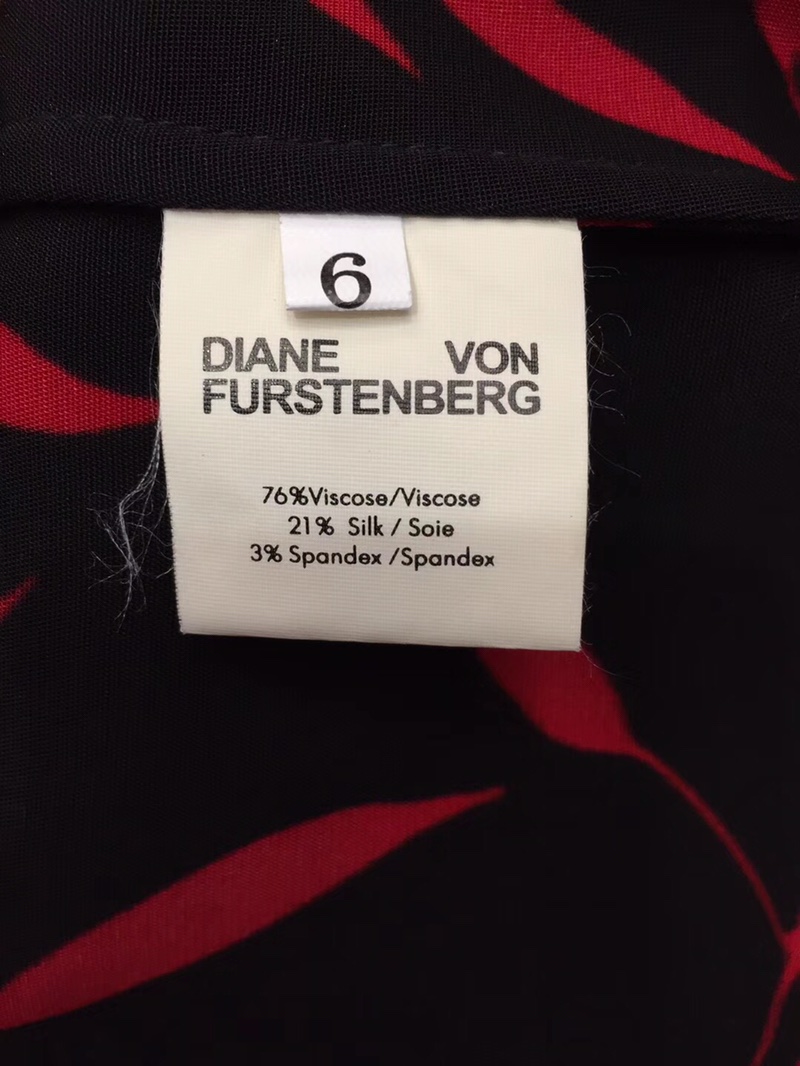 6
DIANE VON
FURSTENBERG
76%Viscose/Viscose
21% Silk / Soie
3% Spandex /Spandex